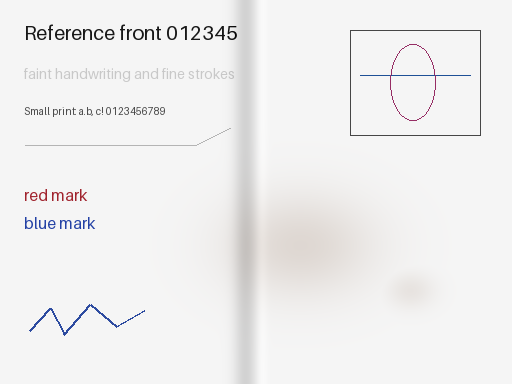 Reference front 012345
faint handwriting and fine strokes
Small print a.b, c! 0123456789
red mark
blue mark